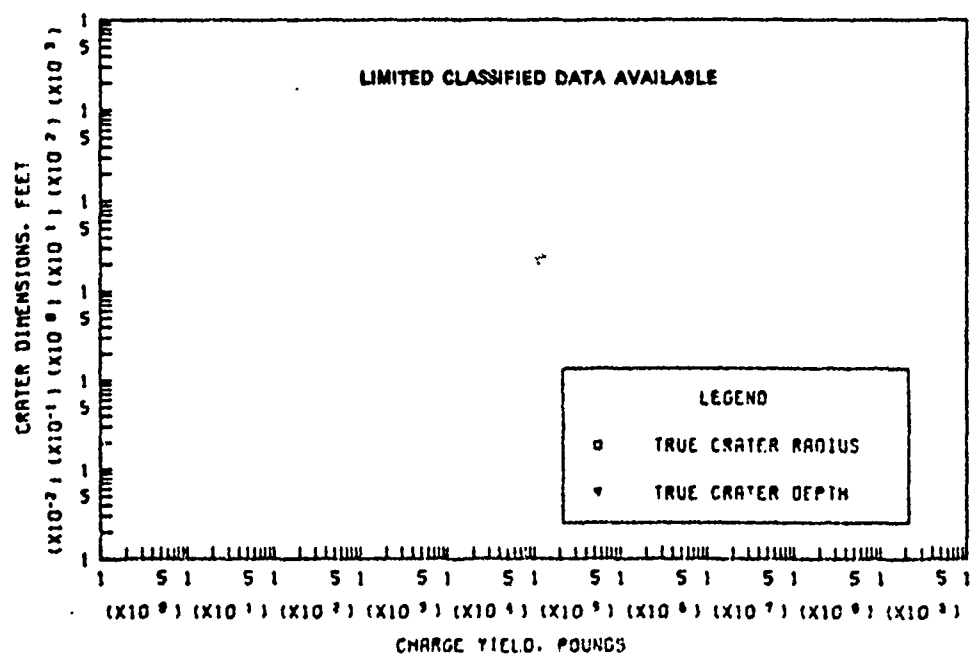 LIMITED CLASSIFIED DATA AVAILABLE
CRATER DIMENSIONS, FEET
(X10⁻²) (X10⁻¹) (X10⁰) (X10¹) (X10²) (X10³)
1
5
1
5
1
5
1
5
1
5
1
5
1
LEGEND
TRUE CRATER RADIUS
TRUE CRATER DEPTH
1 5 1 5 1 5 1 5 1 5 1 5 1 5 1 5 1 5 1 5 1
(X10⁰) (X10¹) (X10²) (X10³) (X10⁴) (X10⁵) (X10⁶) (X10⁷) (X10⁸) (X10⁹)
CHARGE YIELD, POUNDS